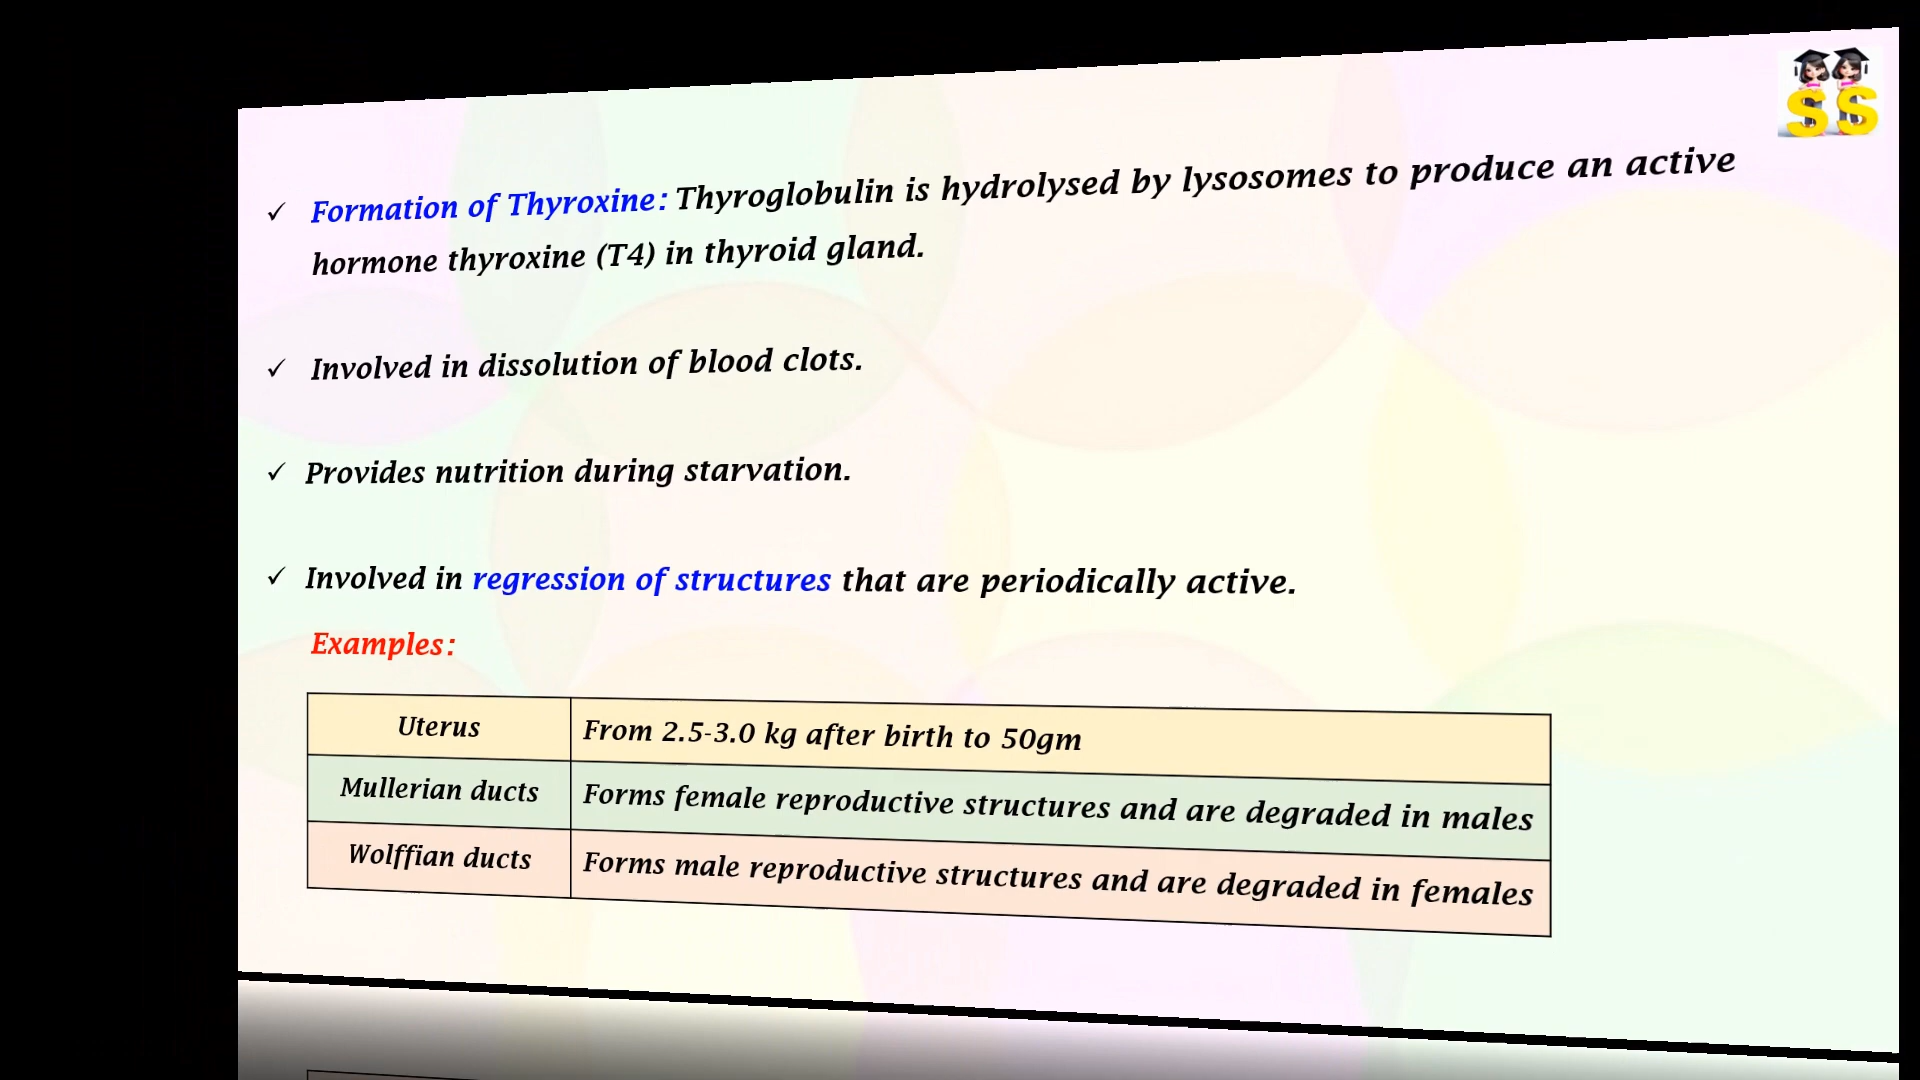 ✓ Formation of Thyroxine: Thyroglobulin is hydrolysed by lysosomes to produce an active
hormone thyroxine (T4) in thyroid gland.
✓ Involved in dissolution of blood clots.
✓ Provides nutrition during starvation.
✓ Involved in regression of structures that are periodically active.
Examples:
Uterus From 2.5-3.0 kg after birth to 50gm
Mullerian ducts Forms female reproductive structures and are degraded in males
Wolffian ducts Forms male reproductive structures and are degraded in females
SS